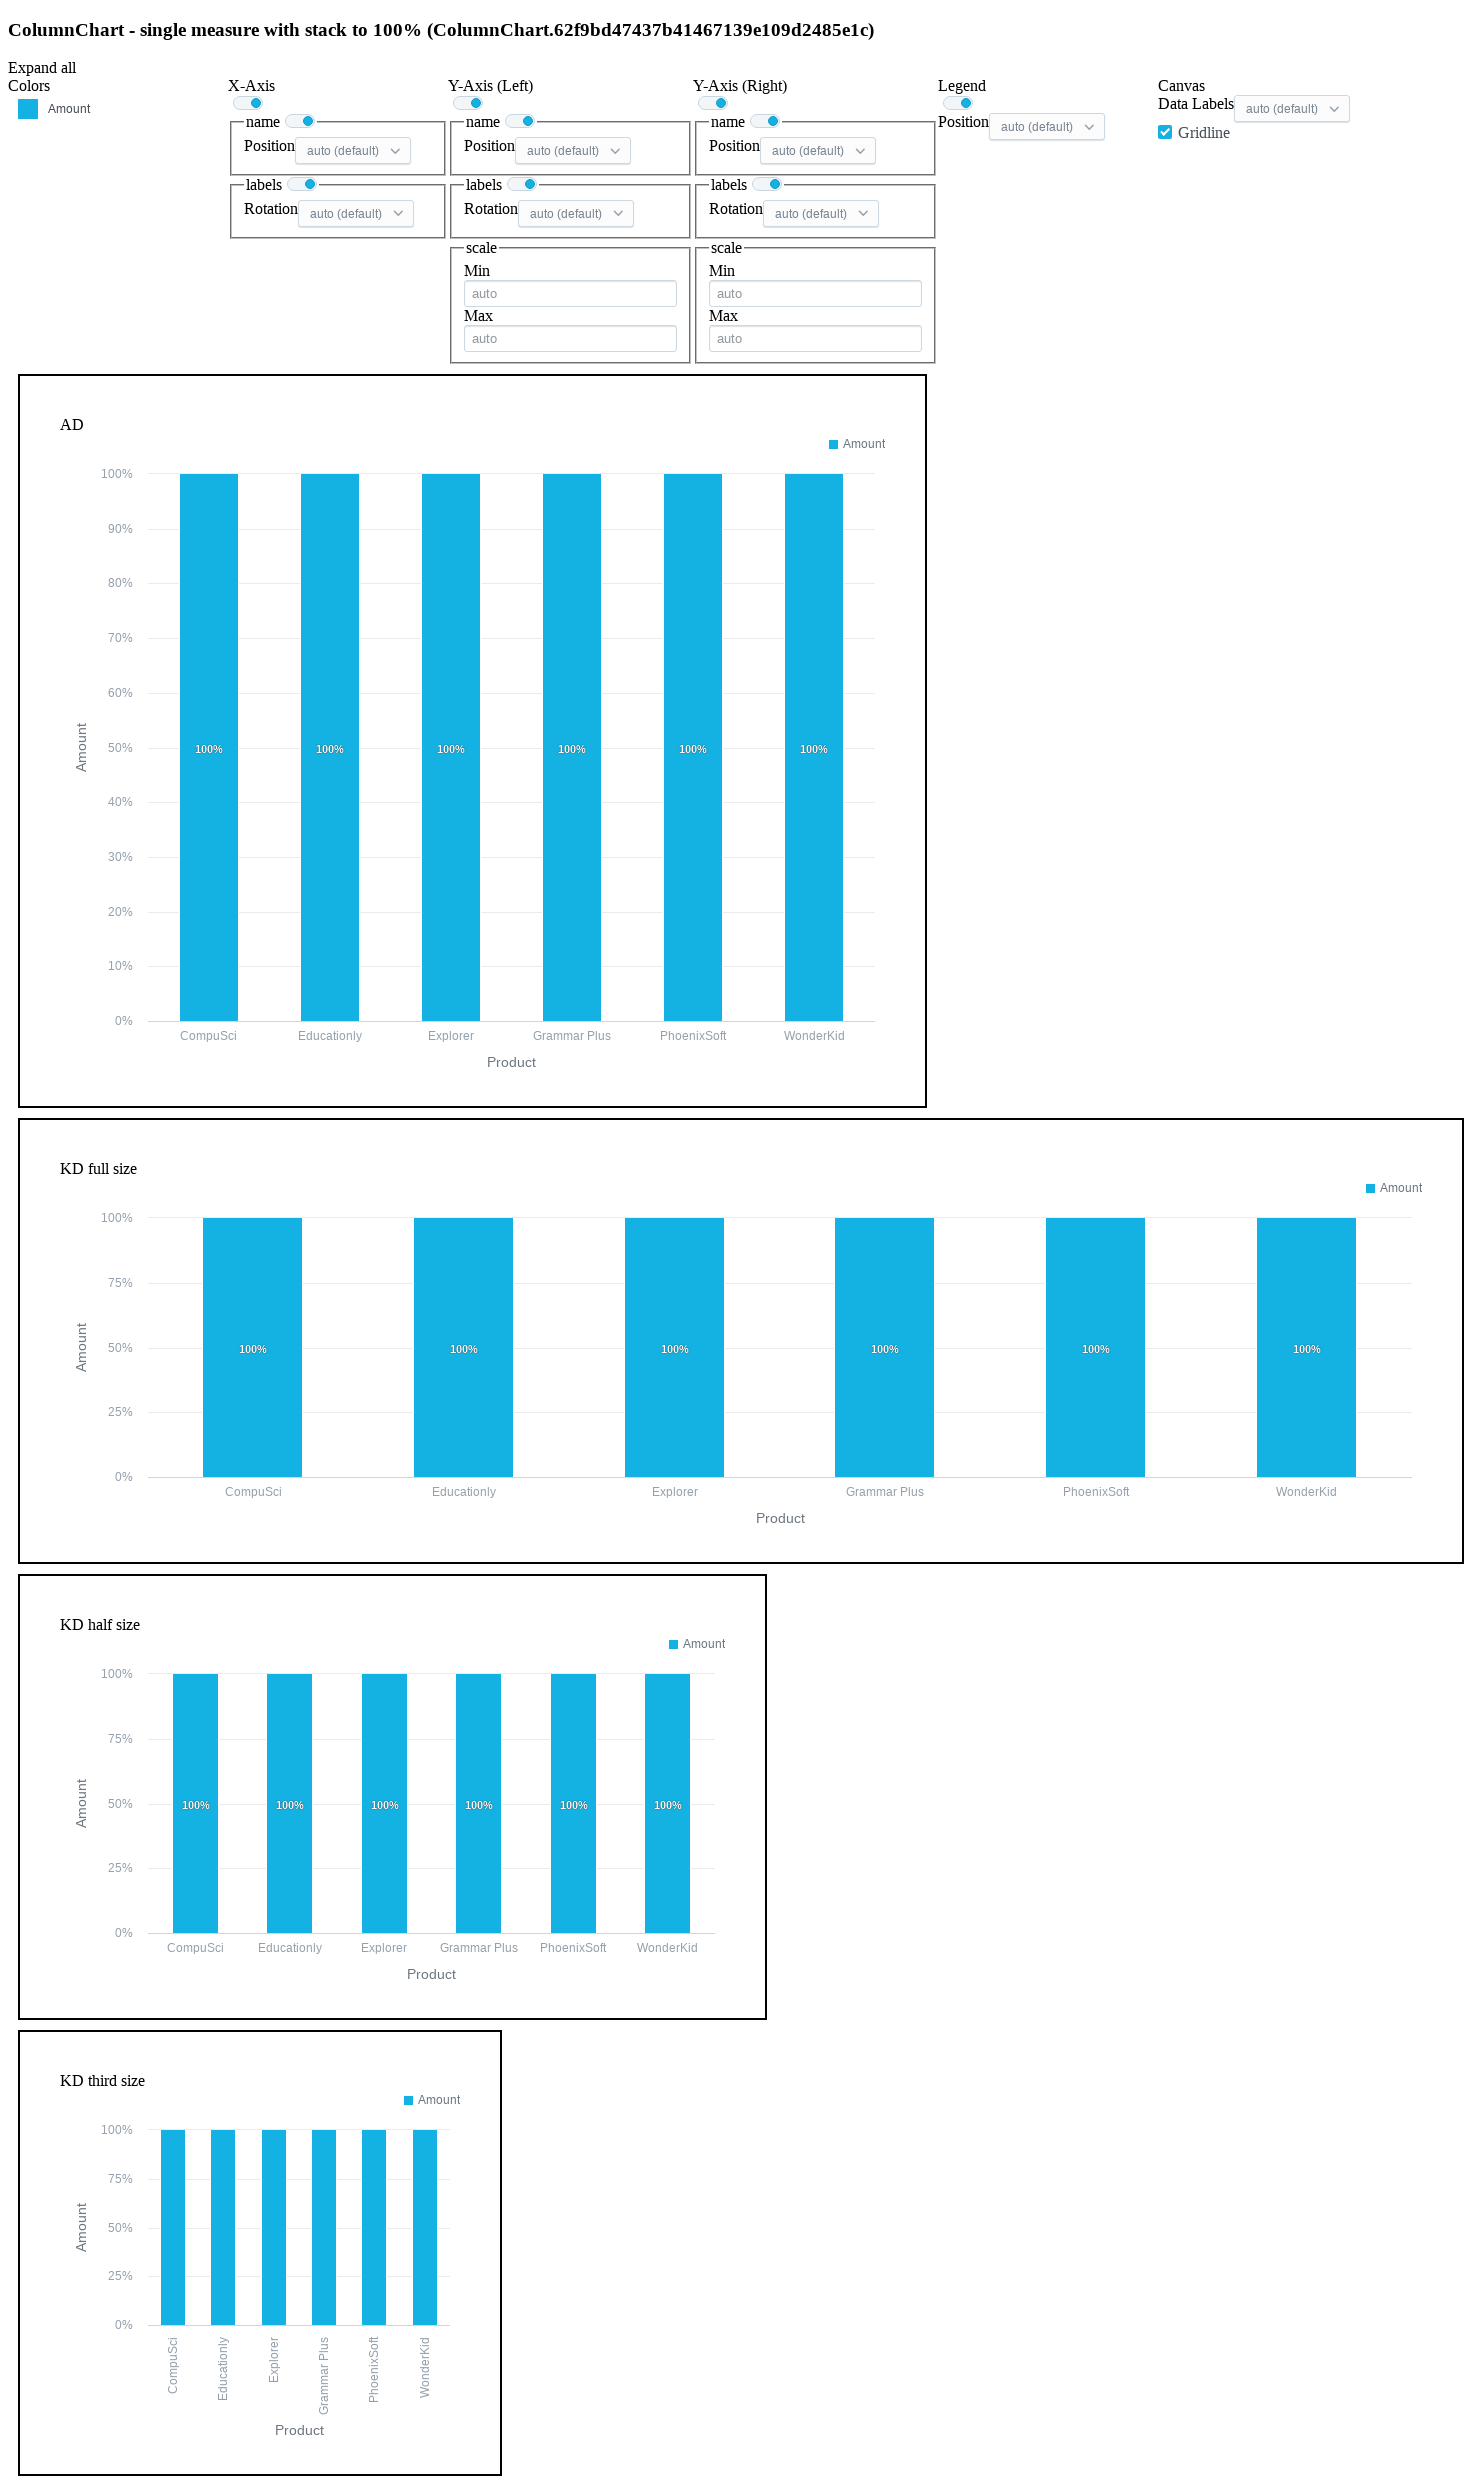 ColumnChart - single measure with stack to 100% (ColumnChart.62f9bd47437b41467139e109d2485e1c)
Expand all
Colors
Amount
X-Axis
name
Position auto (default)
labels
Rotation auto (default)
Y-Axis (Left)
name
Position auto (default)
labels
Rotation auto (default)
scale
Min
auto
Max
auto
Y-Axis (Right)
name
Position auto (default)
labels
Rotation auto (default)
scale
Min
auto
Max
auto
Legend
Position auto (default)
Canvas
Data Labels auto (default)
Gridline
AD
Amount
100%
90%
80%
70%
60%
50%
40%
30%
20%
10%
0%
Amount
100% 100% 100% 100% 100% 100%
CompuSci Educationly Explorer Grammar Plus PhoenixSoft WonderKid
Product
KD full size
Amount
100%
75%
50%
25%
0%
Amount
100% 100% 100% 100% 100% 100%
CompuSci Educationly Explorer Grammar Plus PhoenixSoft WonderKid
Product
KD half size
Amount
100%
75%
50%
25%
0%
Amount
100% 100% 100% 100% 100% 100%
CompuSci Educationly Explorer Grammar Plus PhoenixSoft WonderKid
Product
KD third size
Amount
100%
75%
50%
25%
0%
Amount
CompuSci
Educationly
Explorer
Grammar Plus
PhoenixSoft
WonderKid
Product